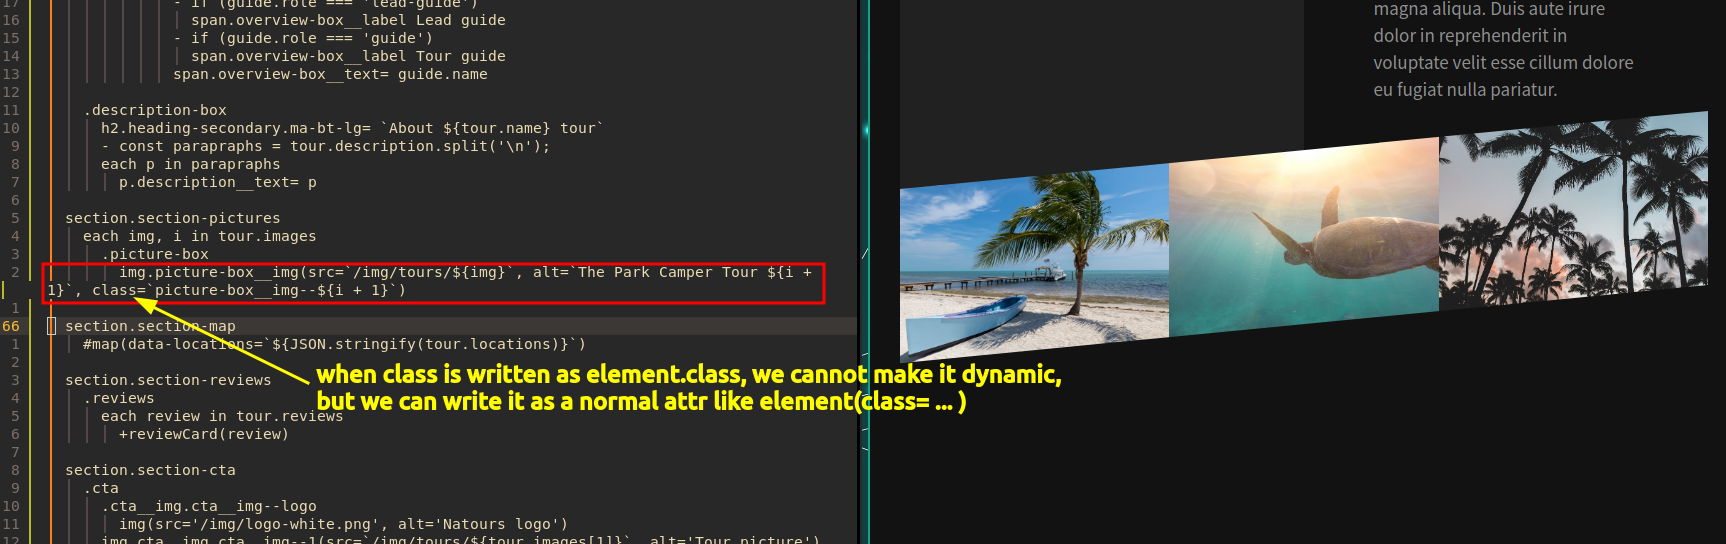 17 - if (guide.role === 'lead-guide')
16 span.overview-box__label Lead guide
15 - if (guide.role === 'guide')
14 span.overview-box__label Tour guide
13 span.overview-box__text= guide.name
12
11 .description-box
10 h2.heading-secondary.ma-bt-lg= `About ${tour.name} tour`
9 - const parapraphs = tour.description.split('\n');
8 each p in parapraphs
7 p.description__text= p
6
5 section.section-pictures
4 each img, i in tour.images
3 .picture-box
2 img.picture-box__img(src=`/img/tours/${img}`, alt=`The Park Camper Tour ${i +
1}`, class=`picture-box__img--${i + 1}`)
1
66 section.section-map
1 #map(data-locations=`${JSON.stringify(tour.locations)}`)
2
3 section.section-reviews
4 .reviews
5 each review in tour.reviews
6 +reviewCard(review)
7
8 section.section-cta
9 .cta
10 .cta__img.cta__img--logo
11 img(src='/img/logo-white.png', alt='Natours logo')
12 img.cta__img.cta__img--1(src=`/img/tours/${tour.images[1]}`, alt='Tour picture')
when class is written as element.class, we cannot make it dynamic,
but we can write it as a normal attr like element(class= ... )
magna aliqua. Duis aute irure
dolor in reprehenderit in
voluptate velit esse cillum dolore
eu fugiat nulla pariatur.